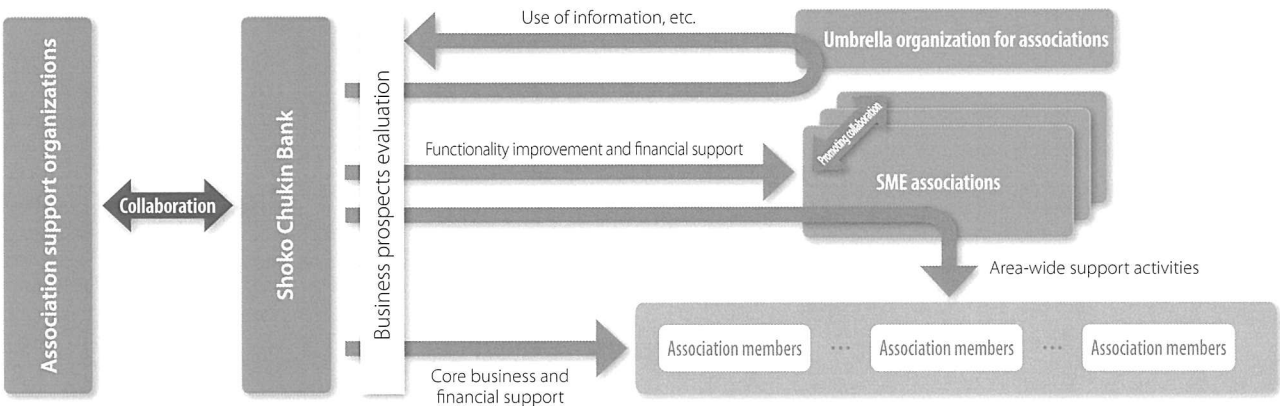 Association support organizations
Collaboration
Shoko Chukin Bank
Business prospects evaluation
Use of information, etc.
Umbrella organization for associations
Functionality improvement and financial support
Promoting collaboration
SME associations
Area-wide support activities
Association members ... Association members ... Association members
Core business and
financial support